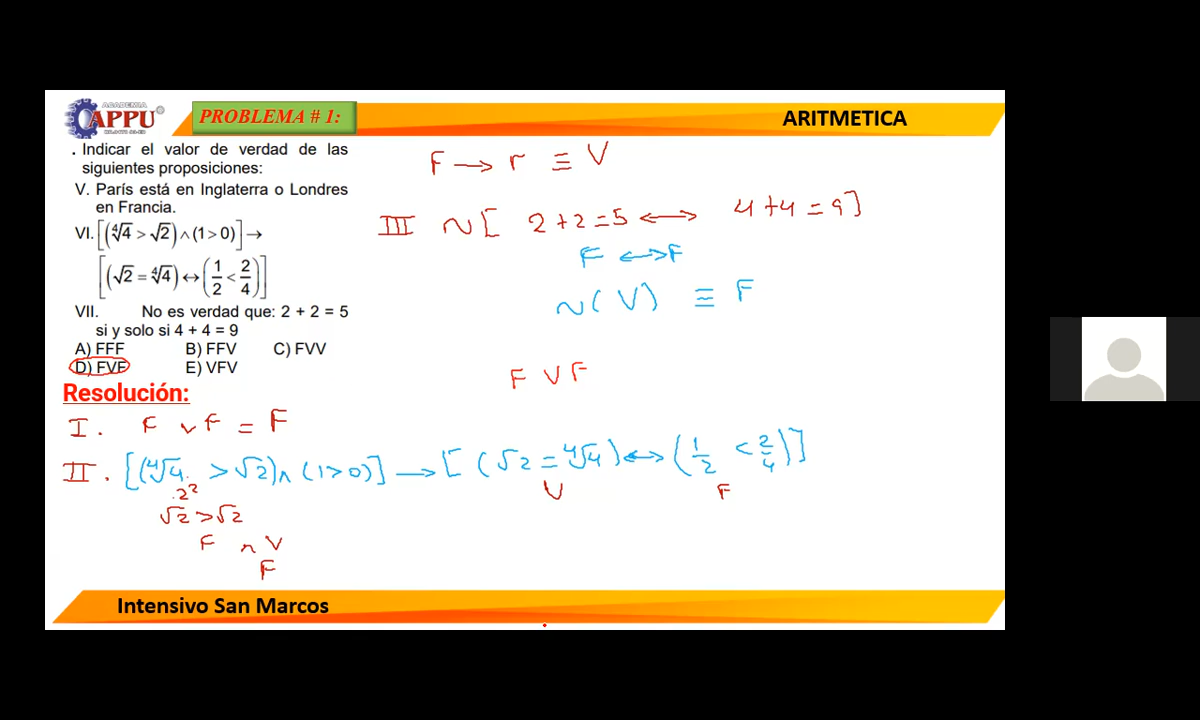 ACADEMIA
APPU
PROBLEMA # 1:
ARITMETICA
. Indicar el valor de verdad de las
siguientes proposiciones:
V. París está en Inglaterra o Londres
en Francia.
VI. [(∜4 > √2) ∧ (1 > 0)] →
[(√2 = ∜4) ↔ (1/2 < 2/4)]
VII. No es verdad que: 2 + 2 = 5
si y solo si 4 + 4 = 9
A) FFF B) FFV C) FVV
D) FVF E) VFV
Resolución:
I. F ∨ F = F
II. [(∜4 > √2) ∧ (1 > 0)] → [(√2 = ∜4) ↔ (1/2 < 2/4)]
2² V F
√2 > √2
F ∧ V
F
F → r ≡ V
III ~[ 2 + 2 = 5 ↔ 4 + 4 = 9]
F ↔ F
~( V ) ≡ F
F V F
Intensivo San Marcos